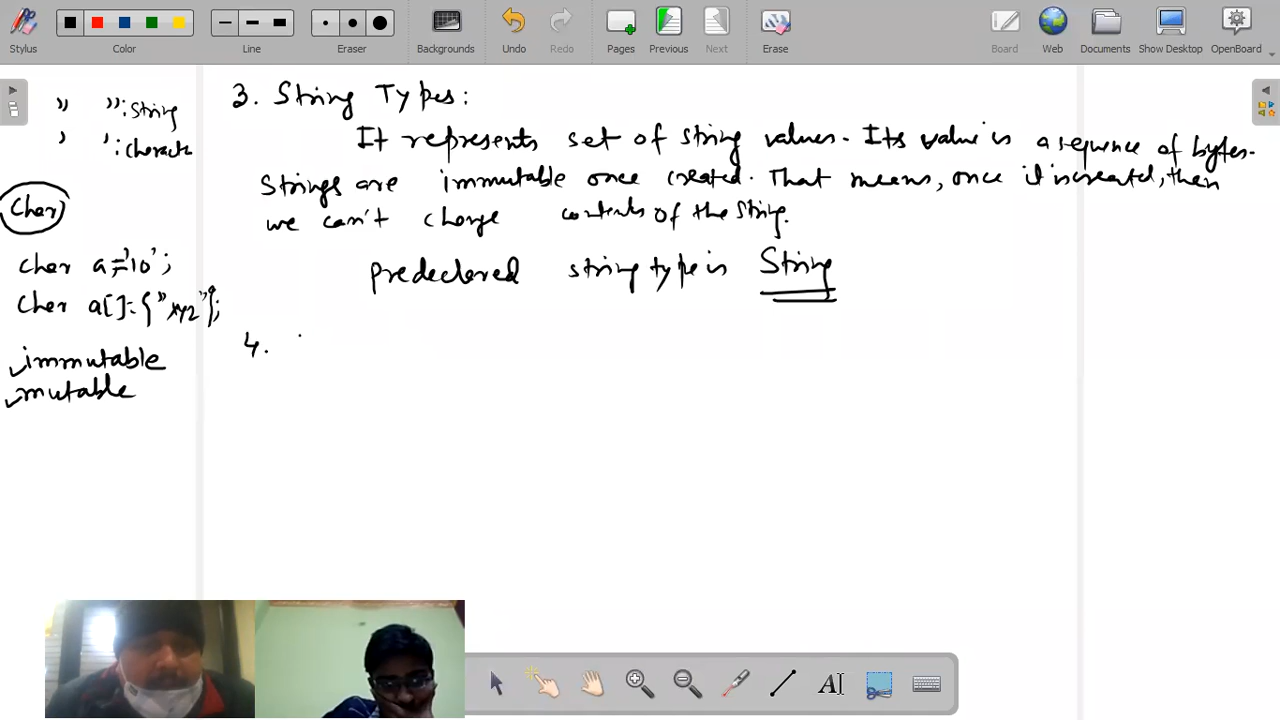 Stylus
Color
Line
Eraser
Backgrounds
Undo
Redo
Pages
Previous
Next
Erase
Board
Web
Documents
Show Desktop
OpenBoard
" ": String
' ': characte
Char
char a='10';
char a[]={"xyz"};
immutable
mutable
3. String Types:
It represents set of string values. Its value is a sequence of bytes.
Strings are immutable once created. That means, once it is created, then
we can't change contents of the string.
predeclared string type is String
4.
AI